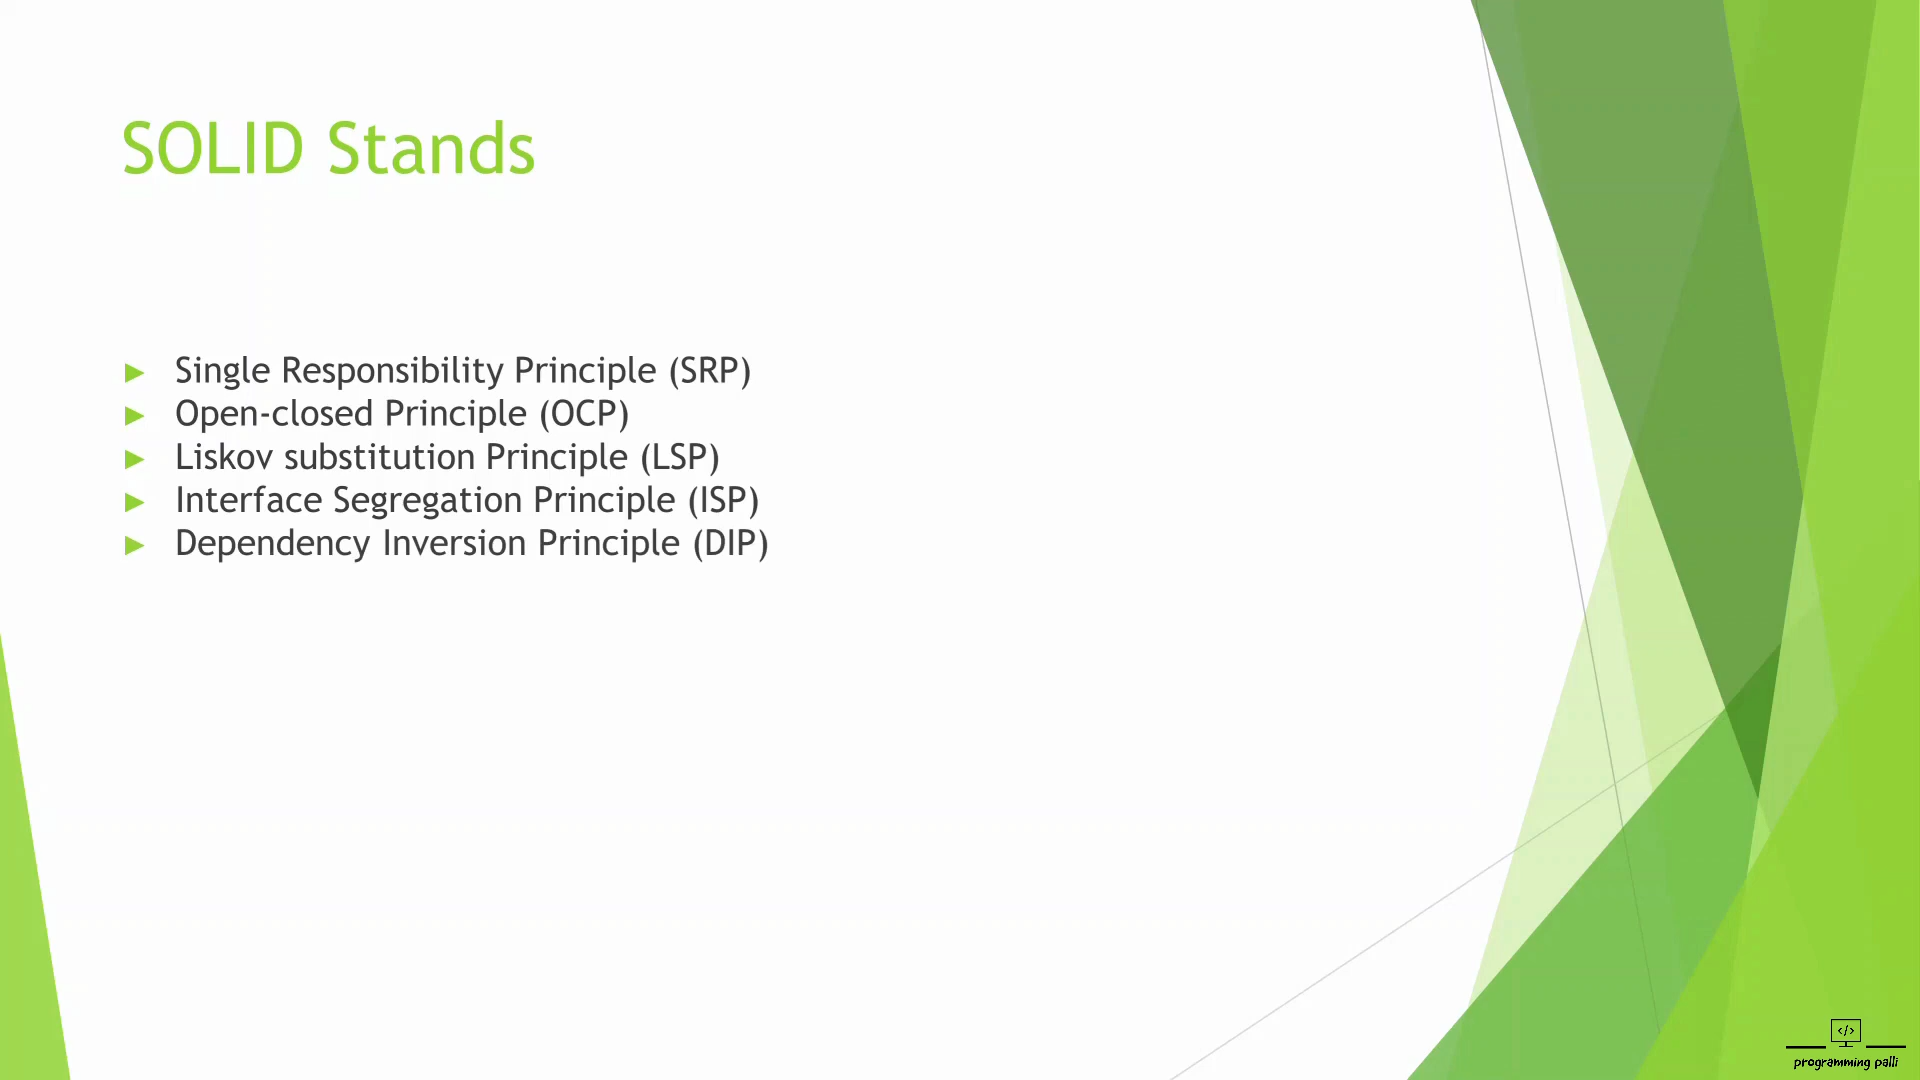 SOLID Stands
Single Responsibility Principle (SRP)
Open-closed Principle (OCP)
Liskov substitution Principle (LSP)
Interface Segregation Principle (ISP)
Dependency Inversion Principle (DIP)
</>
programming palli